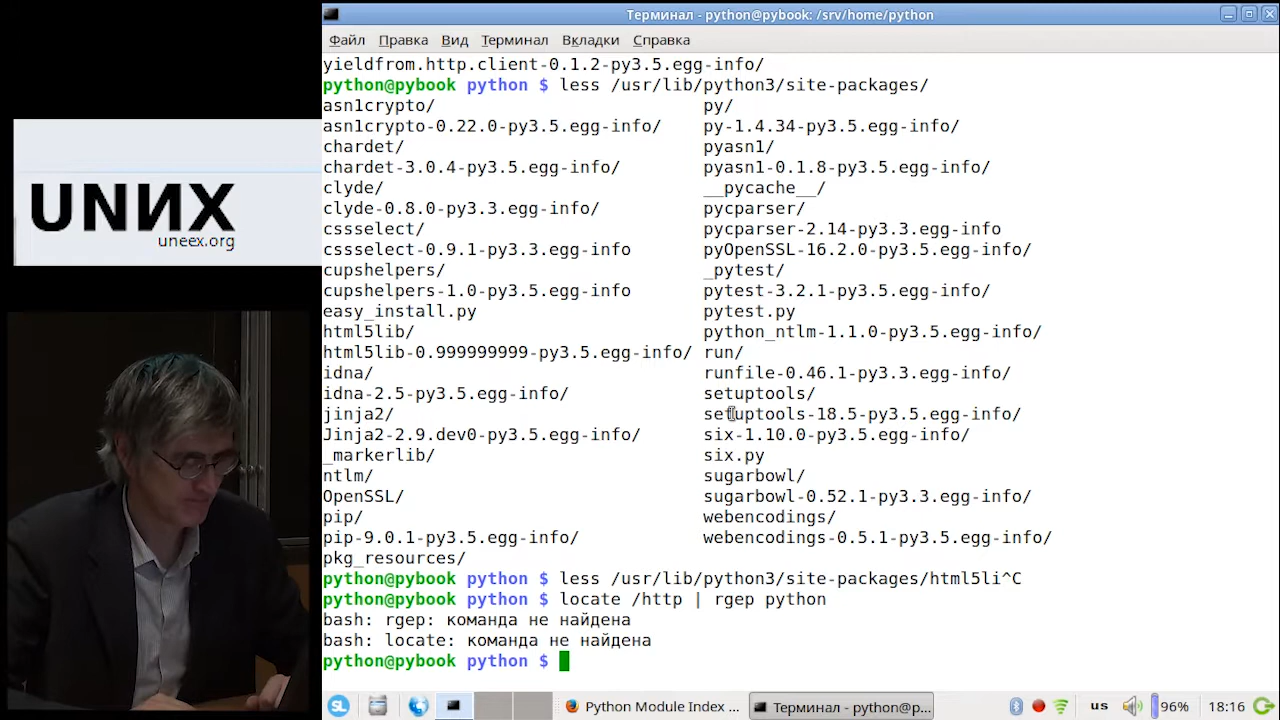 Терминал - python@pybook: /srv/home/python
Файл Правка Вид Терминал Вкладки Справка
yieldfrom.http.client-0.1.2-py3.5.egg-info/
python@pybook python $ less /usr/lib/python3/site-packages/
asn1crypto/ py/
asn1crypto-0.22.0-py3.5.egg-info/ py-1.4.34-py3.5.egg-info/
chardet/ pyasn1/
chardet-3.0.4-py3.5.egg-info/ pyasn1-0.1.8-py3.5.egg-info/
clyde/ __pycache__/
clyde-0.8.0-py3.3.egg-info/ pycparser/
cssselect/ pycparser-2.14-py3.3.egg-info
cssselect-0.9.1-py3.3.egg-info pyOpenSSL-16.2.0-py3.5.egg-info/
cupshelpers/ _pytest/
cupshelpers-1.0-py3.5.egg-info pytest-3.2.1-py3.5.egg-info/
easy_install.py pytest.py
html5lib/ python_ntlm-1.1.0-py3.5.egg-info/
html5lib-0.999999999-py3.5.egg-info/ run/
idna/ runfile-0.46.1-py3.3.egg-info/
idna-2.5-py3.5.egg-info/ setuptools/
jinja2/ setuptools-18.5-py3.5.egg-info/
Jinja2-2.9.dev0-py3.5.egg-info/ six-1.10.0-py3.5.egg-info/
_markerlib/ six.py
ntlm/ sugarbowl/
OpenSSL/ sugarbowl-0.52.1-py3.3.egg-info/
pip/ webencodings/
pip-9.0.1-py3.5.egg-info/ webencodings-0.5.1-py3.5.egg-info/
pkg_resources/
python@pybook python $ less /usr/lib/python3/site-packages/html5li^C
python@pybook python $ locate /http | rgep python
bash: rgep: команда не найдена
bash: locate: команда не найдена
python@pybook python $
UNИX
uneex.org
SL Python Module Index ... Терминал - python@p... us 96% 18:16